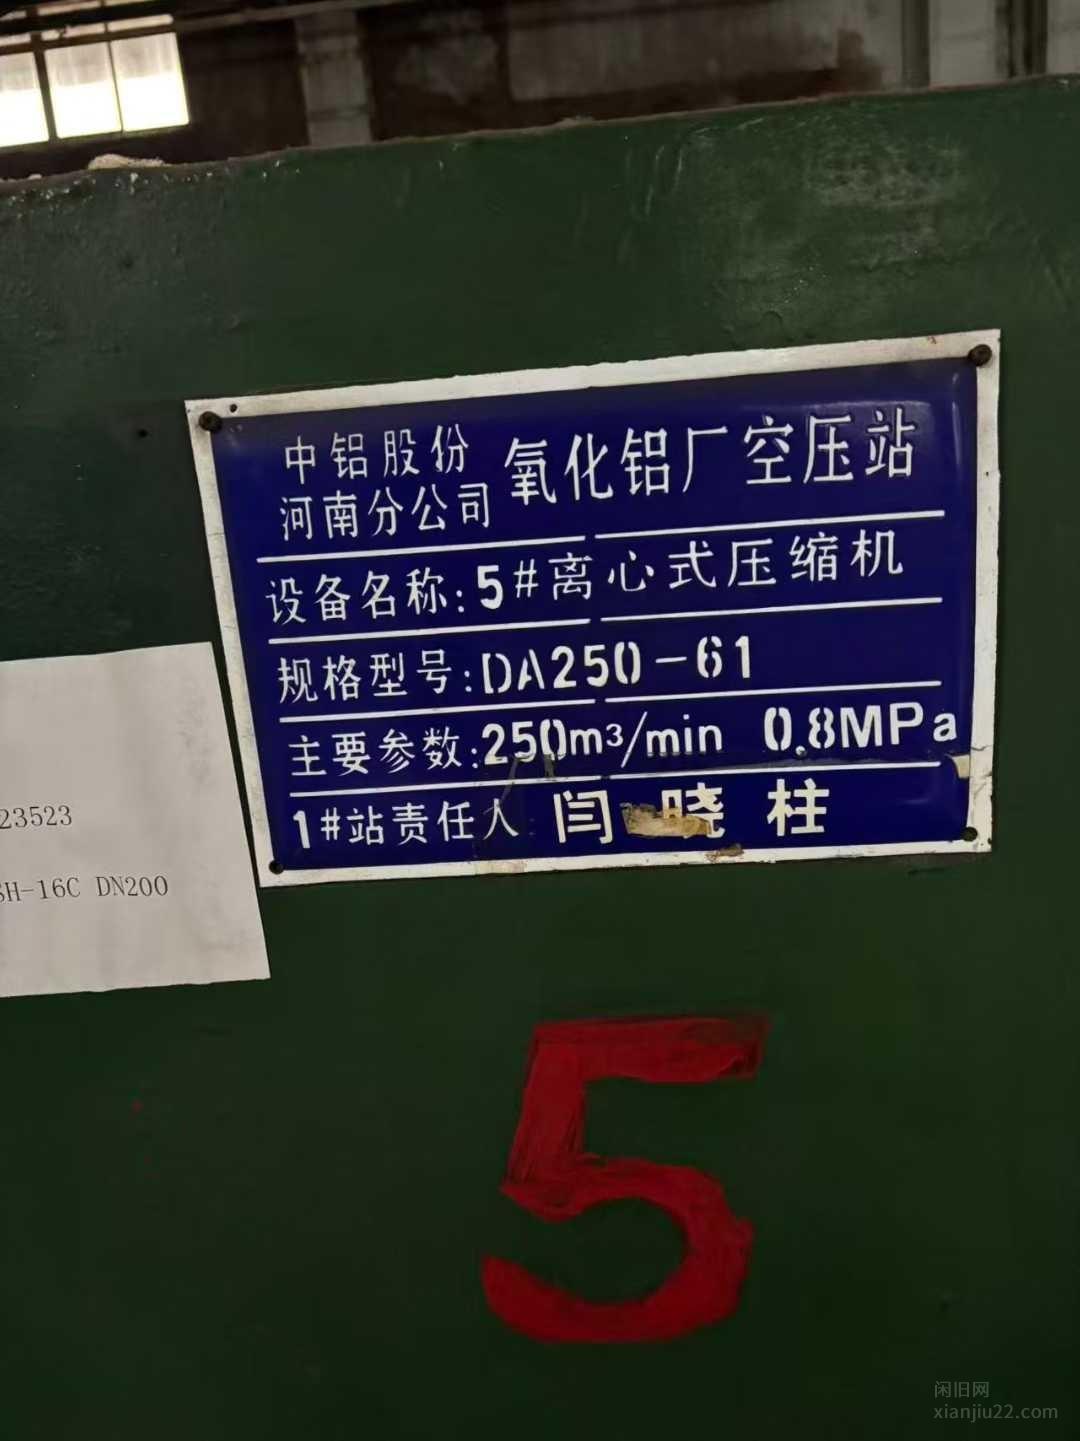 中铝股份
河南分公司
氧化铝厂空压站
设备名称:5#离心式压缩机
规格型号:DA250-61
主要参数:250m³/min 0.8MPa
1#站责任人 闫晓柱
23523
SH-16C DN200
5
闲旧网
xianjiu22.com